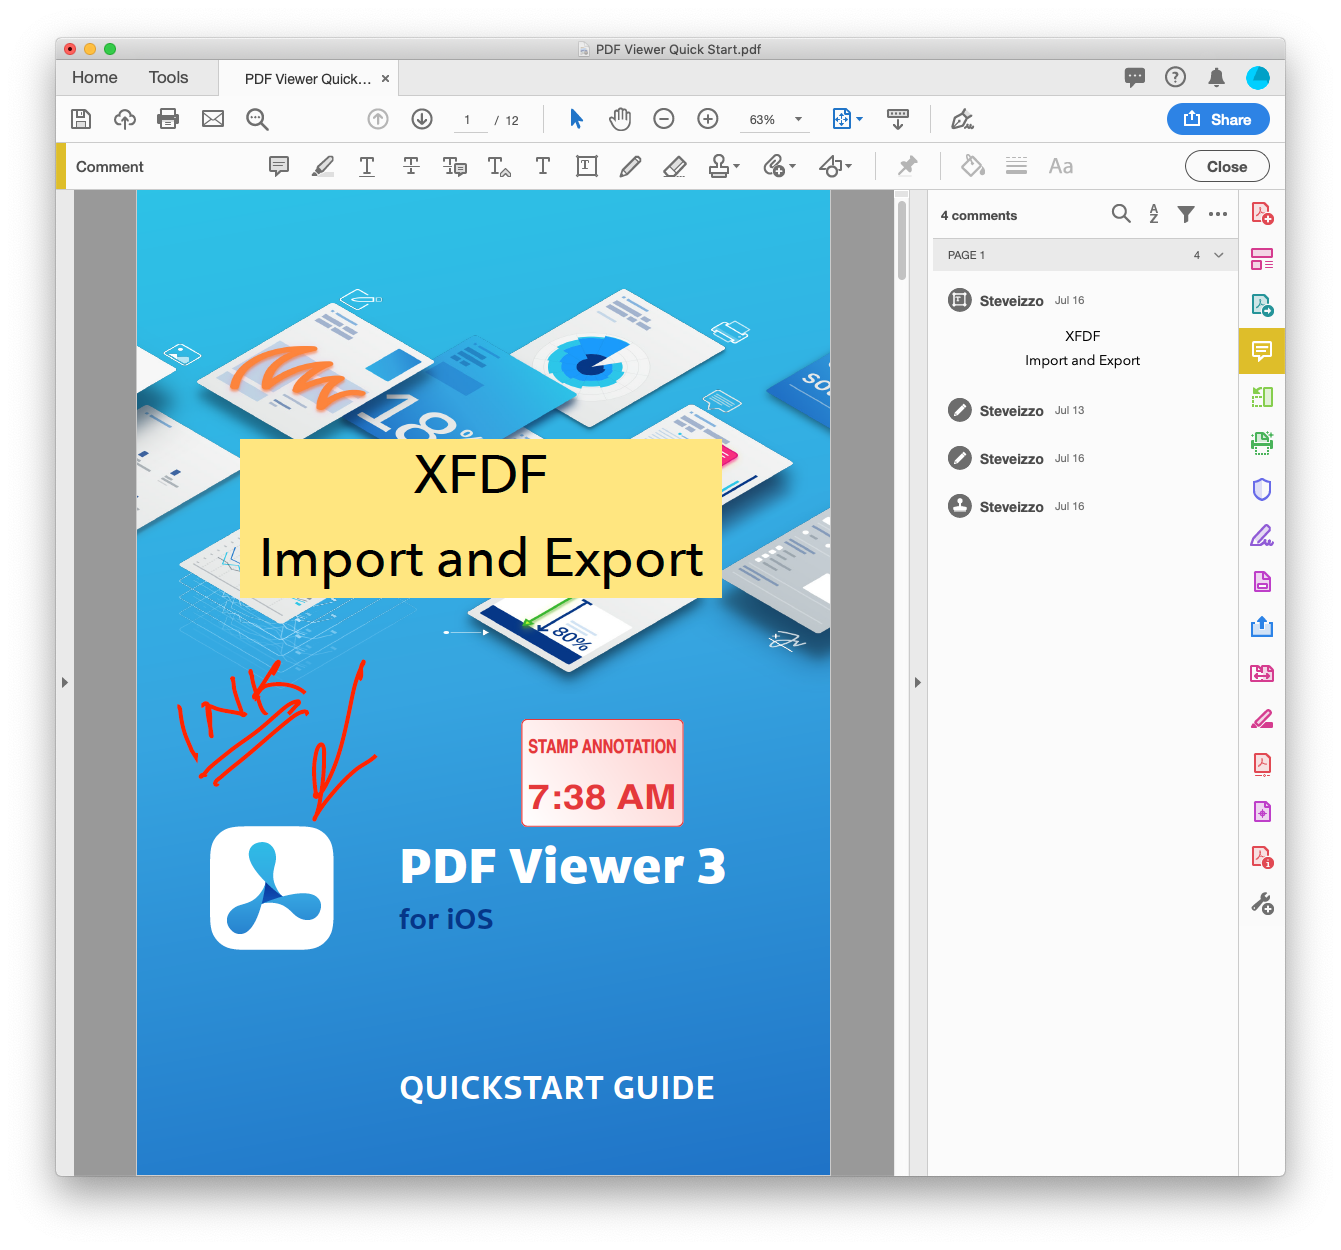 PDF Viewer Quick Start.pdf
Home
Tools
PDF Viewer Quick...
1 / 12
63%
Share
Comment
Aa
Close
4 comments
PAGE 1
4
Steveizzo Jul 16
XFDF
Import and Export
Steveizzo Jul 13
Steveizzo Jul 16
Steveizzo Jul 16
18%
XFDF
Import and Export
80%
INK
STAMP ANNOTATION
7:38 AM
PDF Viewer 3
for iOS
QUICKSTART GUIDE